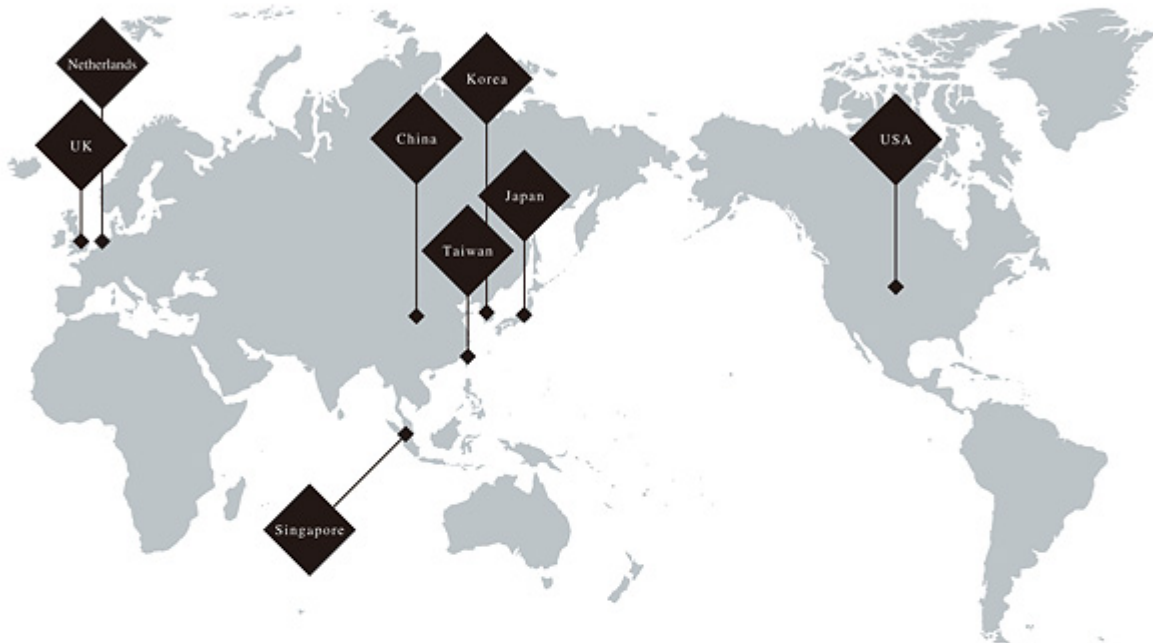 Netherlands
UK
Korea
China
USA
Japan
Taiwan
Singapore